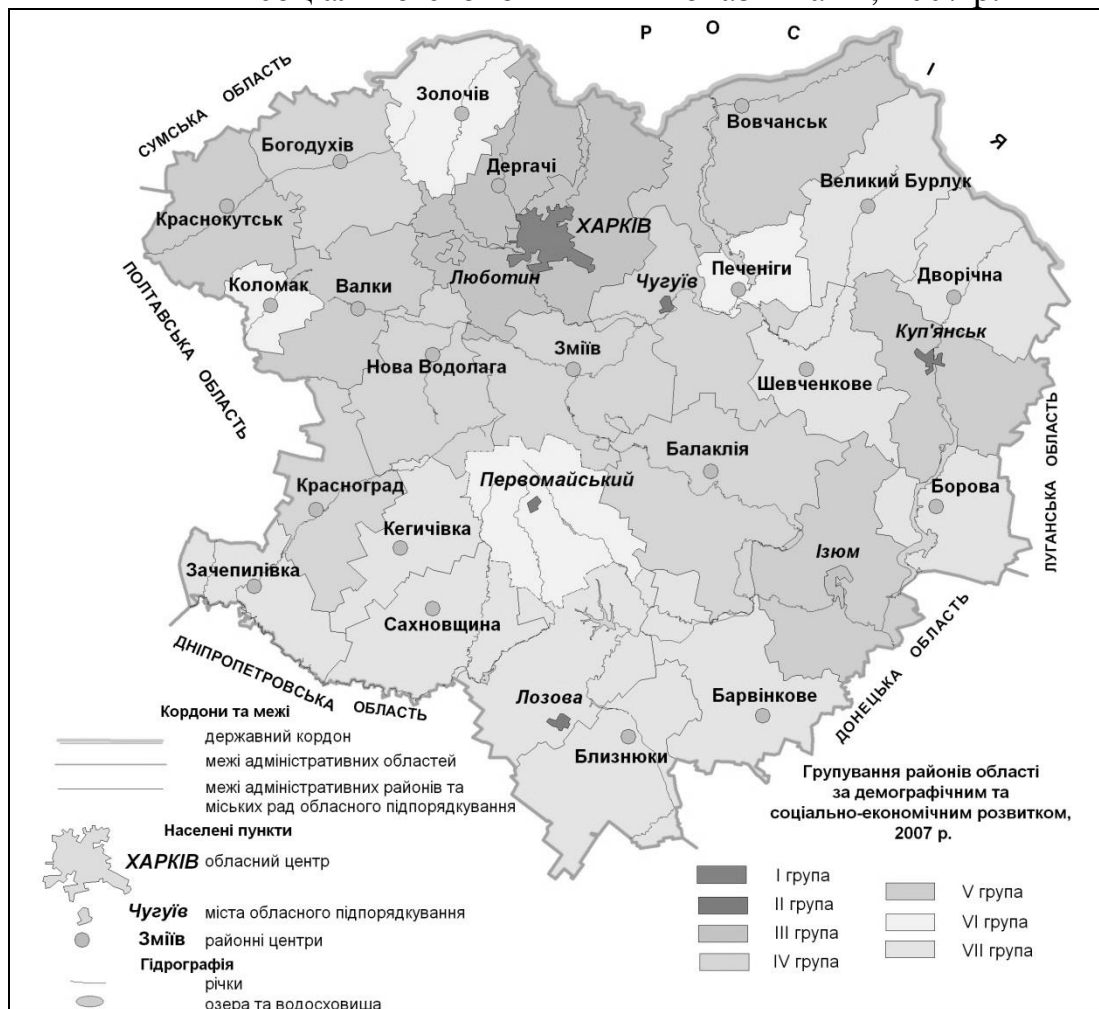 Р О С І Я
СУМСЬКА ОБЛАСТЬ
Золочів
Вовчанськ
Богодухів
Дергачі
Великий Бурлук
Краснокутськ
ХАРКІВ
ПОЛТАВСЬКА ОБЛАСТЬ
Коломак
Валки
Люботин
Чугуїв
Печеніги
Дворічна
Куп'янськ
Нова Водолага
Зміїв
Шевченкове
ЛУГАНСЬКА ОБЛАСТЬ
Балаклія
Красноград
Первомайський
Борова
Кегичівка
Ізюм
Зачепилівка
Сахновщина
ДНІПРОПЕТРОВСЬКА ОБЛАСТЬ
ДОНЕЦЬКА ОБЛАСТЬ
Лозова
Барвінкове
Близнюки
Кордони та межі
державний кордон
межі адміністративних областей
межі адміністративних районів та
міських рад обласного підпорядкування
Населені пункти
ХАРКІВ обласний центр
Чугуїв міста обласного підпорядкування
Зміїв районні центри
Гідрографія
річки
озера та водосховища
Групування районів області
за демографічним та
соціально-економічним розвитком,
2007 р.
І група
ІІ група
ІІІ група
IV група
V група
VI група
VII група